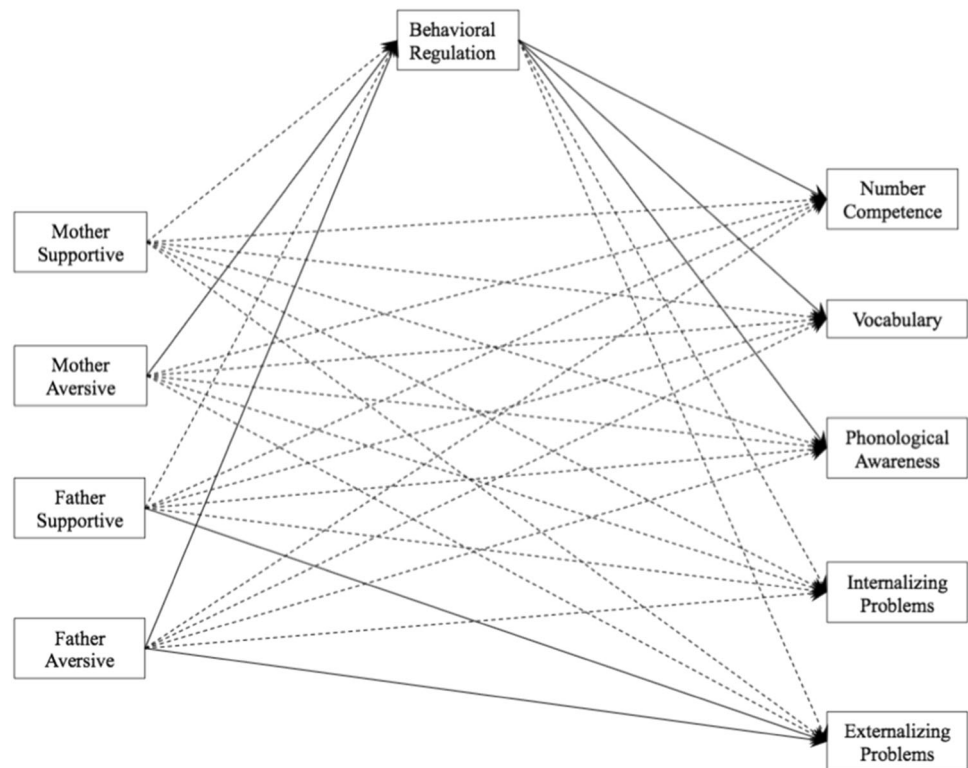 Behavioral
Regulation
Number
Competence
Mother
Supportive
Vocabulary
Mother
Aversive
Phonological
Awareness
Father
Supportive
Internalizing
Problems
Father
Aversive
Externalizing
Problems